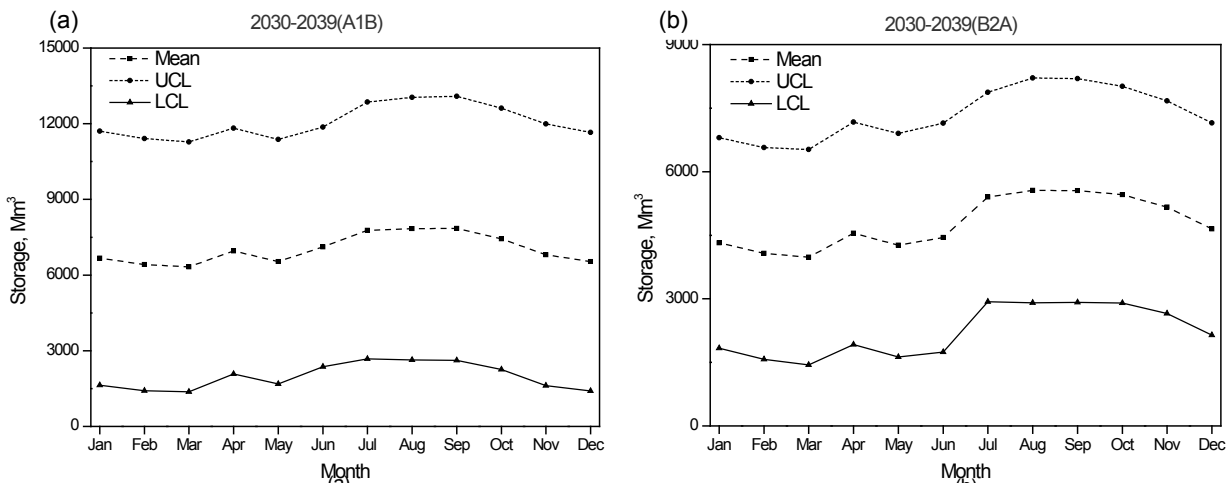 (a)
2030-2039(A1B)
15000
12000
9000
6000
3000
0
Storage, Mm³
Mean
UCL
LCL
Jan Feb Mar Apr May Jun Jul Aug Sep Oct Nov Dec
Month
(a)
(b)
2030-2039(B2A)
9000
6000
3000
0
Storage, Mm³
Mean
UCL
LCL
Jan Feb Mar Apr May Jun Jul Aug Sep Oct Nov Dec
Month
(b)